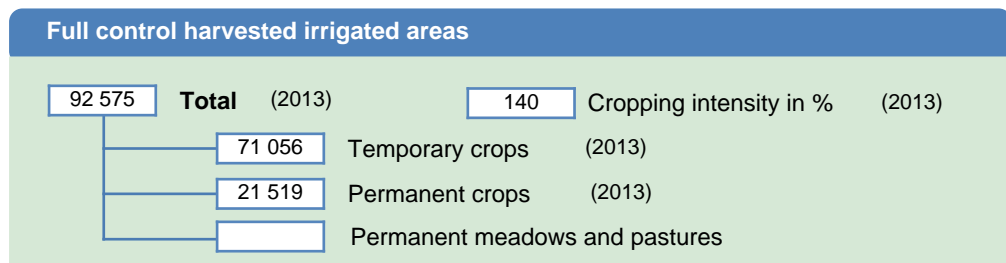 Full control harvested irrigated areas
92 575 Total (2013) 140 Cropping intensity in % (2013)
71 056 Temporary crops (2013)
21 519 Permanent crops (2013)
Permanent meadows and pastures